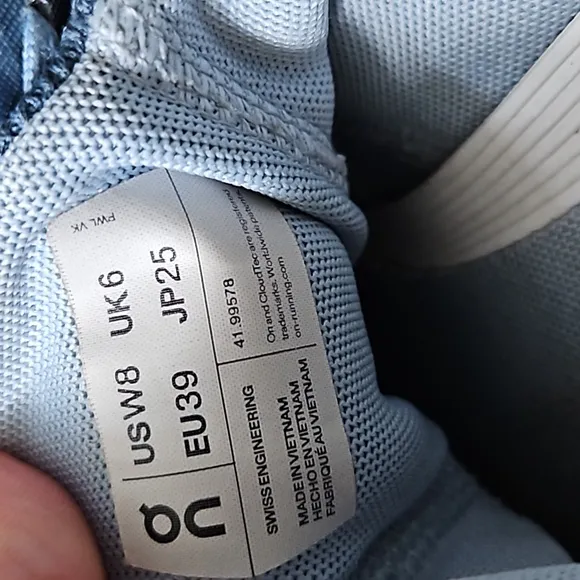 PWL VK
USW8 UK6
EU39 JP25
41.99578
On and CloudTec are registered
trademarks. Worldwide patents
on-running.com
On
SWISS ENGINEERING
MADE IN VIETNAM
HECHO EN VIETNAM
FABRIQUÉ AU VIETNAM